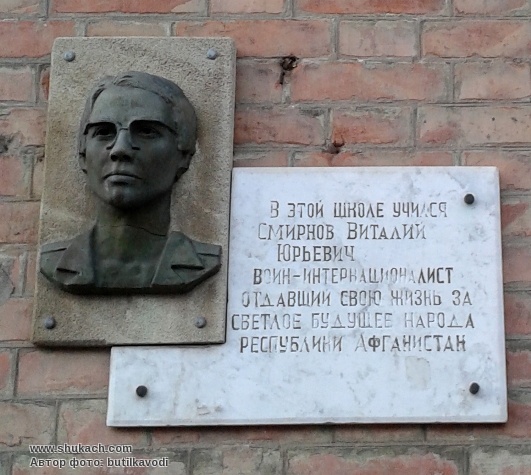 В ЭТОЙ ШКОЛЕ УЧИЛСЯ
СМИРНОВ ВИТАЛИЙ
ЮРЬЕВИЧ
ВОИН-ИНТЕРНАЦИОНАЛИСТ
ОТДАВШИЙ СВОЮ ЖИЗНЬ ЗА
СВЕТЛОЕ БУДУЩЕЕ НАРОДА
РЕСПУБЛИКИ АФГАНИСТАН
www.shukach.com
Автор фото: butilkavodi